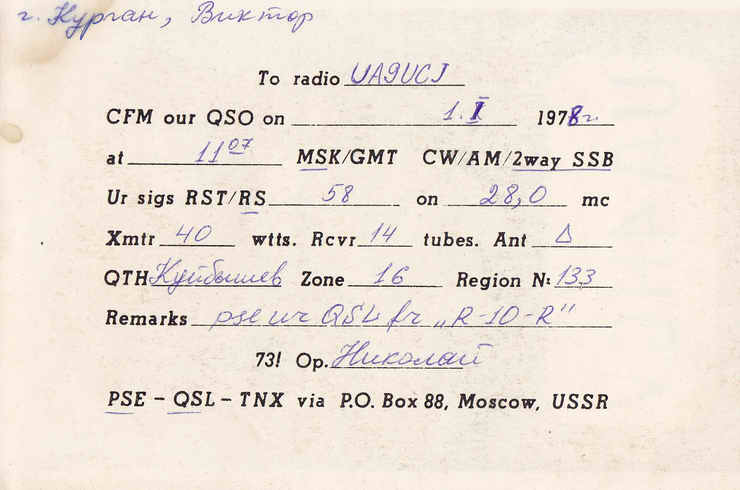 г. Курган, Виктор
To radio UA9UCJ
CFM our QSO on 1.I 1978г.
at 11 07 MSK/GMT CW/AM/2way SSB
Ur sigs RST/RS 58 on 28,0 mc
Xmtr 40 wtts. Rcvr 14 tubes. Ant Δ
QTH Куйбышев Zone 16 Region N: 133
Remarks pse ur QSL fr „R-10-R"
73! Op. Николай
PSE – QSL – TNX via P.O. Box 88, Moscow, USSR